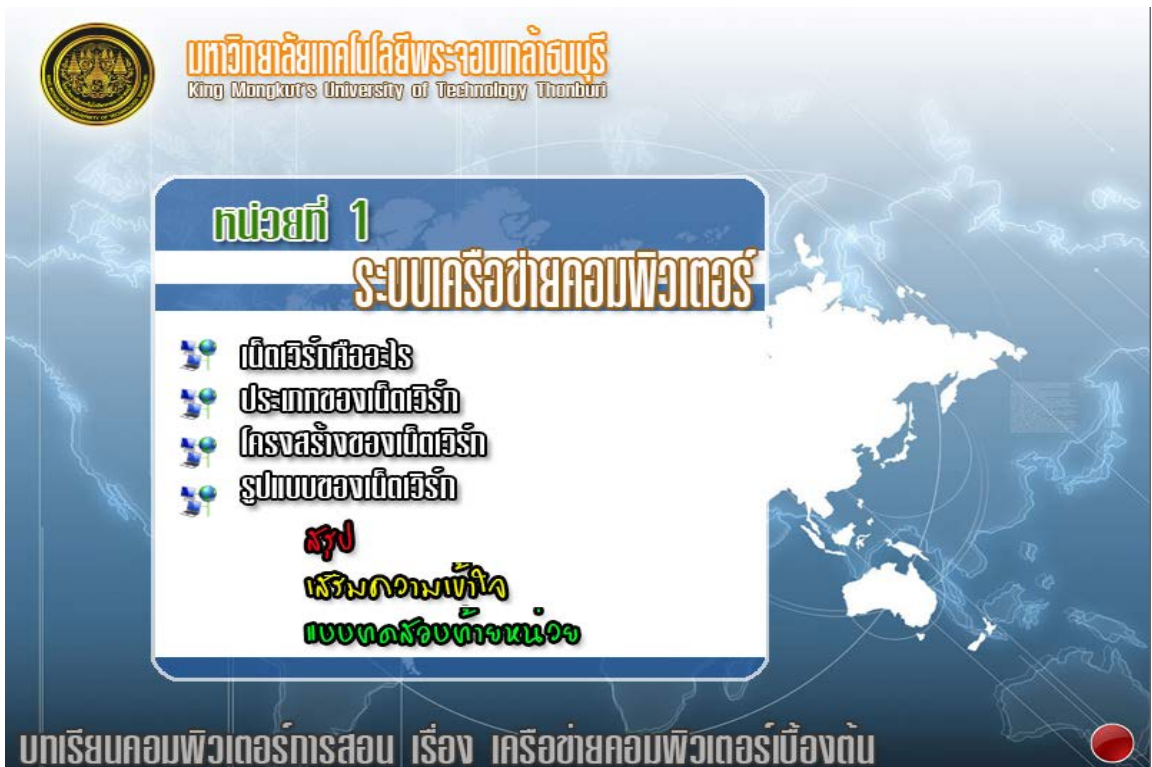 มหาวิทยาลัยเทคโนโลยีพระจอมเกล้าธนบุรี
King Mongkut's University of Technology Thonburi
หน่วยที่ 1
ระบบเครือข่ายคอมพิวเตอร์
เน็ตเวิร์กคืออะไร
ประเภทของเน็ตเวิร์ก
โครงสร้างของเน็ตเวิร์ก
รูปแบบของเน็ตเวิร์ก
สรุป
เสริมความเข้าใจ
แบบทดสอบท้ายหน่วย
บทเรียนคอมพิวเตอร์การสอน เรื่อง เครือข่ายคอมพิวเตอร์เบื้องต้น